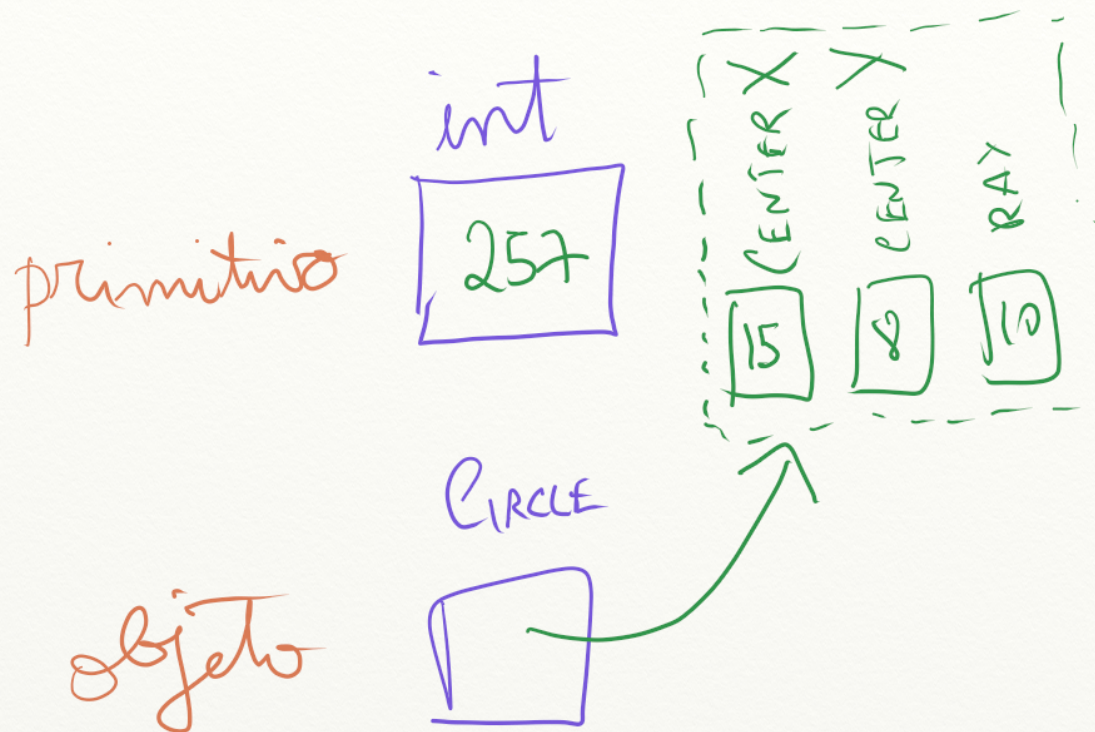 int
primitivo
257
CENTER X
CENTER Y
RAY
15
8
10
CIRCLE
objeto